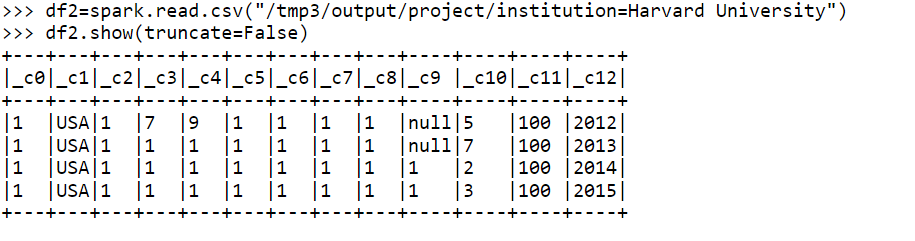 >>> df2=spark.read.csv("/tmp3/output/project/institution=Harvard University")
>>> df2.show(truncate=False)
+---+---+---+---+---+---+---+---+---+----+----+----+----+
|_c0|_c1|_c2|_c3|_c4|_c5|_c6|_c7|_c8|_c9 |_c10|_c11|_c12|
+---+---+---+---+---+---+---+---+---+----+----+----+----+
|1  |USA|1  |7  |9  |1  |1  |1  |1  |null|5   |100 |2012|
|1  |USA|1  |1  |1  |1  |1  |1  |1  |null|7   |100 |2013|
|1  |USA|1  |1  |1  |1  |1  |1  |1  |1   |2   |100 |2014|
|1  |USA|1  |1  |1  |1  |1  |1  |1  |1   |3   |100 |2015|
+---+---+---+---+---+---+---+---+---+----+----+----+----+